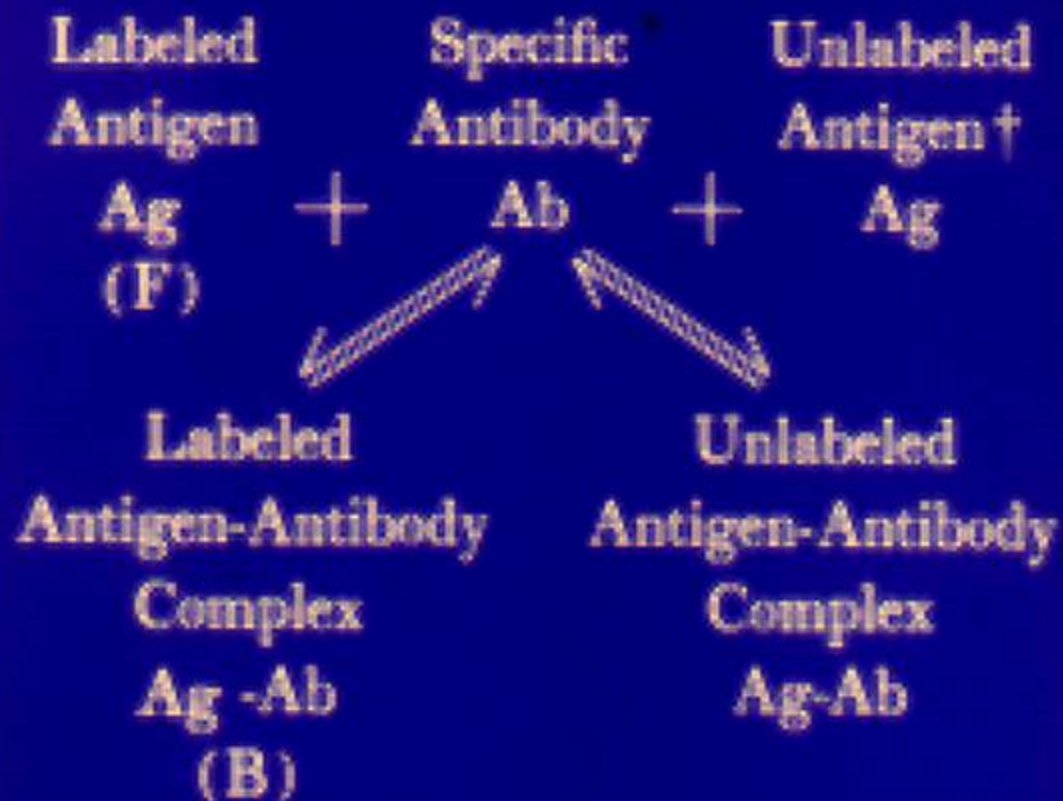 Labeled Specific Unlabeled
Antigen Antibody Antigen†
Ag + Ab + Ag
(F)
Labeled Unlabeled
Antigen-Antibody Antigen-Antibody
Complex Complex
Ag -Ab Ag-Ab
(B)